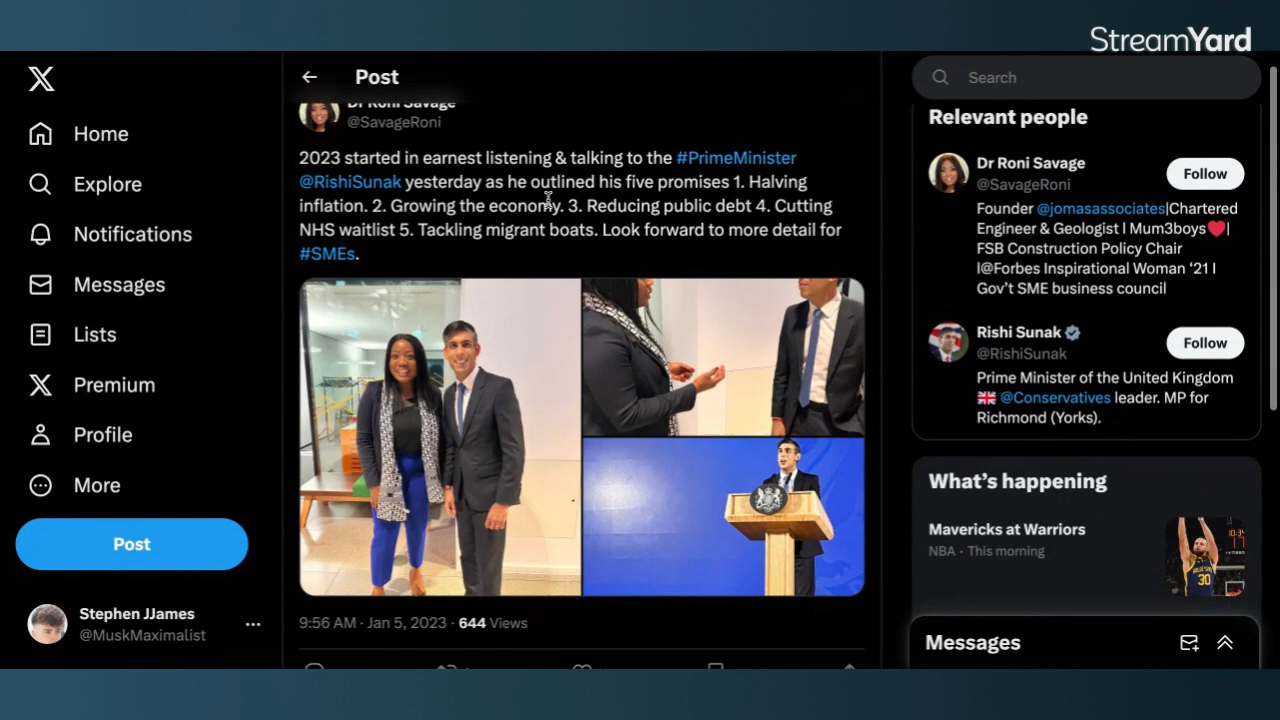 StreamYard
Home
Explore
Notifications
Messages
Lists
Premium
Profile
More
Post
Stephen JJames
@MuskMaximalist
Post
Dr Roni Savage
@SavageRoni
2023 started in earnest listening & talking to the #PrimeMinister
@RishiSunak yesterday as he outlined his five promises 1. Halving
inflation. 2. Growing the economy. 3. Reducing public debt 4. Cutting
NHS waitlist 5. Tackling migrant boats. Look forward to more detail for
#SMEs.
9:56 AM · Jan 5, 2023 · 644 Views
Search
Relevant people
Dr Roni Savage
@SavageRoni
Follow
Founder @jomasassociates|Chartered
Engineer & Geologist I Mum3boys❤️|
FSB Construction Policy Chair
I@Forbes Inspirational Woman ‘21 I
Gov’t SME business council
Rishi Sunak
@RishiSunak
Follow
Prime Minister of the United Kingdom
🇬🇧 @Conservatives leader. MP for
Richmond (Yorks).
What’s happening
Mavericks at Warriors
NBA · This morning
30
Messages